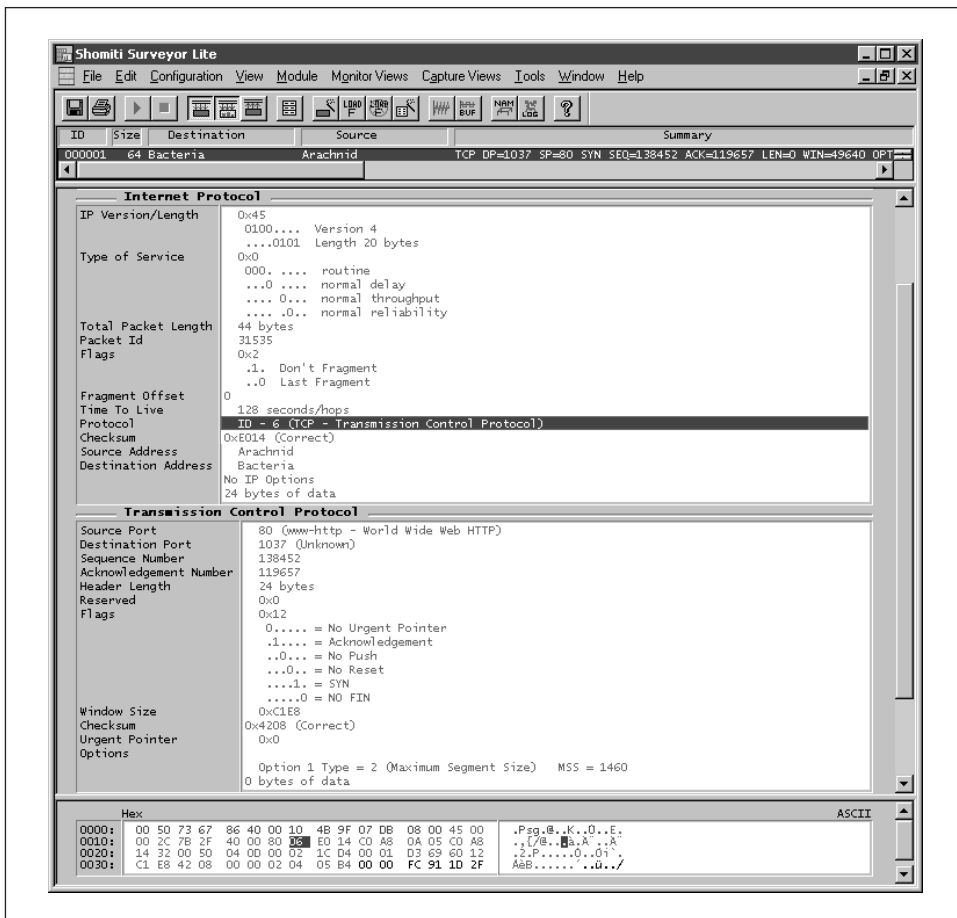 Shomiti Surveyor Lite
File Edit Configuration View Module Monitor Views Capture Views Tools Window Help
ID Size Destination Source Summary
000001 64 Bacteria Arachnid TCP DP=1037 SP=80 SYN SEQ=138452 ACK=119657 LEN=0 WIN=49640 OPT
Internet Protocol
IP Version/Length 0x45
0100.... Version 4
....0101 Length 20 bytes
Type of Service 0x0
000. .... routine
...0 .... normal delay
.... 0... normal throughput
.... .0.. normal reliability
Total Packet Length 44 bytes
Packet Id 31535
Flags 0x2
.1. Don't Fragment
..0 Last Fragment
Fragment Offset 0
Time To Live 128 seconds/hops
Protocol ID - 6 (TCP - Transmission Control Protocol)
Checksum 0xE014 (Correct)
Source Address Arachnid
Destination Address Bacteria
No IP Options
24 bytes of data
Transmission Control Protocol
Source Port 80 (www-http - World Wide Web HTTP)
Destination Port 1037 (Unknown)
Sequence Number 138452
Acknowledgement Number 119657
Header Length 24 bytes
Reserved 0x0
Flags 0x12
0..... = No Urgent Pointer
.1.... = Acknowledgement
..0... = No Push
...0.. = No Reset
....1. = SYN
.....0 = NO FIN
Window Size 0xC1E8
Checksum 0x4208 (Correct)
Urgent Pointer 0x0
Options
Option 1 Type = 2 (Maximum Segment Size) MSS = 1460
0 bytes of data
Hex ASCII
0000: 00 50 73 67 86 40 00 10 4B 9F 07 DB 08 00 45 00 .Psg.@..K..O..E.
0010: 00 2C 7B 2F 40 00 80 06 E0 14 C0 A8 0A 05 C0 A8
0020: 14 32 00 50 04 0D 00 02 1C D4 00 01 D3 69 60 12
0030: C1 E8 42 08 00 00 02 04 05 B4 00 00 FC 91 1D 2F